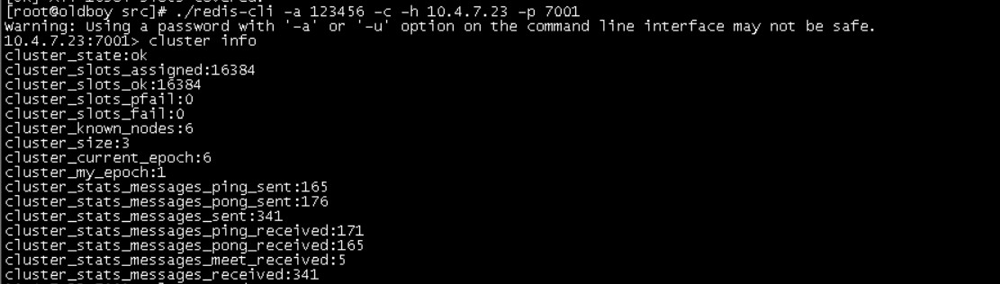 [root@oldboy src]# ./redis-cli -a 123456 -c -h 10.4.7.23 -p 7001
Warning: Using a password with '-a' or '-u' option on the command line interface may not be safe.
10.4.7.23:7001> cluster info
cluster_state:ok
cluster_slots_assigned:16384
cluster_slots_ok:16384
cluster_slots_pfail:0
cluster_slots_fail:0
cluster_known_nodes:6
cluster_size:3
cluster_current_epoch:6
cluster_my_epoch:1
cluster_stats_messages_ping_sent:165
cluster_stats_messages_pong_sent:176
cluster_stats_messages_sent:341
cluster_stats_messages_ping_received:171
cluster_stats_messages_pong_received:165
cluster_stats_messages_meet_received:5
cluster_stats_messages_received:341